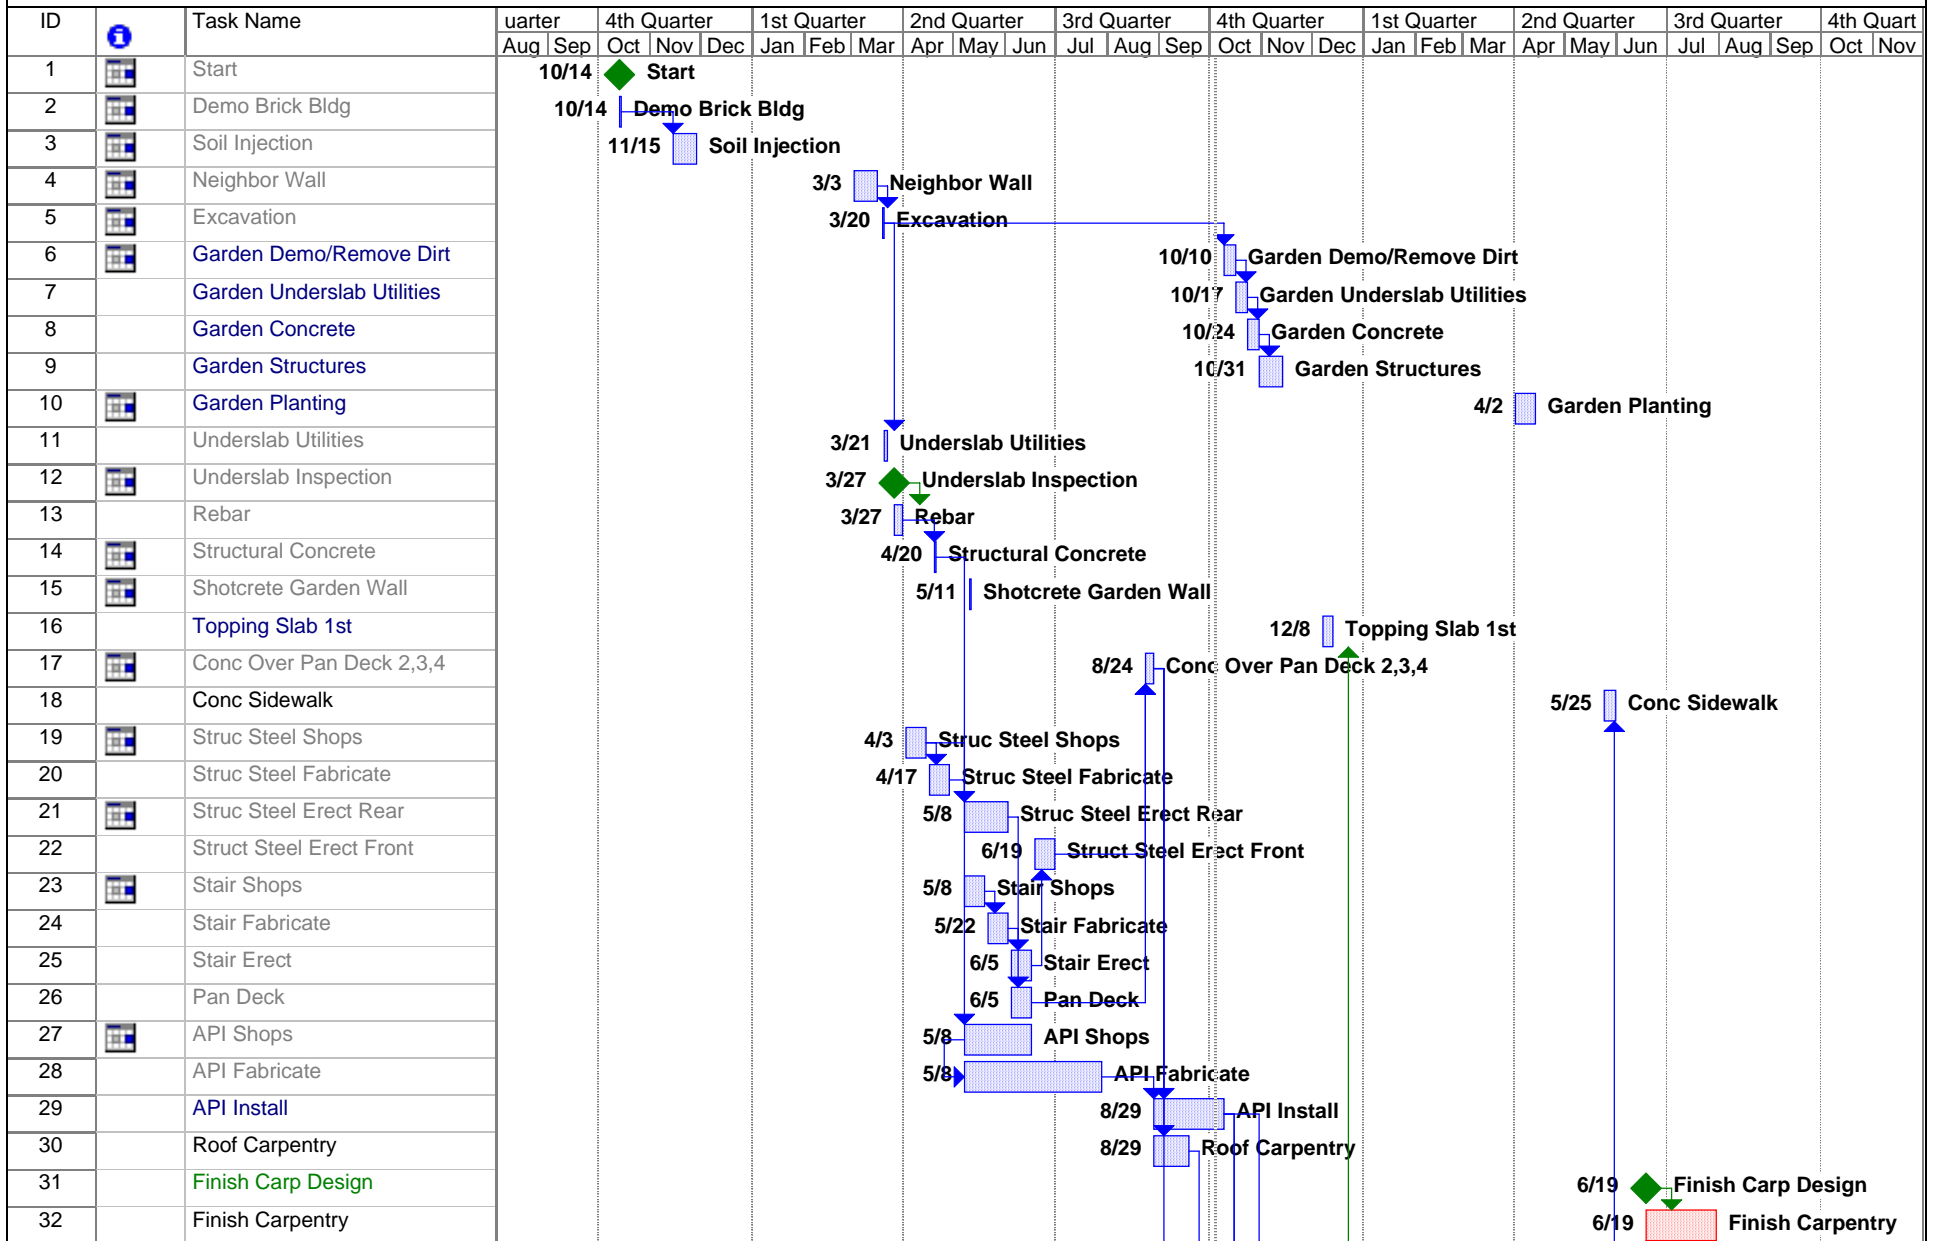 ID Task Name uarter 4th Quarter 1st Quarter 2nd Quarter 3rd Quarter 4th Quarter 1st Quarter 2nd Quarter 3rd Quarter 4th Quart
Aug Sep Oct Nov Dec Jan Feb Mar Apr May Jun Jul Aug Sep Oct Nov Dec Jan Feb Mar Apr May Jun Jul Aug Sep Oct Nov
1 Start 10/14 Start
2 Demo Brick Bldg 10/14 Demo Brick Bldg
3 Soil Injection 11/15 Soil Injection
4 Neighbor Wall 3/3 Neighbor Wall
5 Excavation 3/20 Excavation
6 Garden Demo/Remove Dirt 10/10 Garden Demo/Remove Dirt
7 Garden Underslab Utilities 10/17 Garden Underslab Utilities
8 Garden Concrete 10/24 Garden Concrete
9 Garden Structures 10/31 Garden Structures
10 Garden Planting 4/2 Garden Planting
11 Underslab Utilities 3/21 Underslab Utilities
12 Underslab Inspection 3/27 Underslab Inspection
13 Rebar 3/27 Rebar
14 Structural Concrete 4/20 Structural Concrete
15 Shotcrete Garden Wall 5/11 Shotcrete Garden Wall
16 Topping Slab 1st 12/8 Topping Slab 1st
17 Conc Over Pan Deck 2,3,4 8/24 Conc Over Pan Deck 2,3,4
18 Conc Sidewalk 5/25 Conc Sidewalk
19 Struc Steel Shops 4/3 Struc Steel Shops
20 Struc Steel Fabricate 4/17 Struc Steel Fabricate
21 Struc Steel Erect Rear 5/8 Struc Steel Erect Rear
22 Struct Steel Erect Front 6/19 Struct Steel Erect Front
23 Stair Shops 5/8 Stair Shops
24 Stair Fabricate 5/22 Stair Fabricate
25 Stair Erect 6/5 Stair Erect
26 Pan Deck 6/5 Pan Deck
27 API Shops 5/8 API Shops
28 API Fabricate 5/8 API Fabricate
29 API Install 8/29 API Install
30 Roof Carpentry 8/29 Roof Carpentry
31 Finish Carp Design 6/19 Finish Carp Design
32 Finish Carpentry 6/19 Finish Carpentry